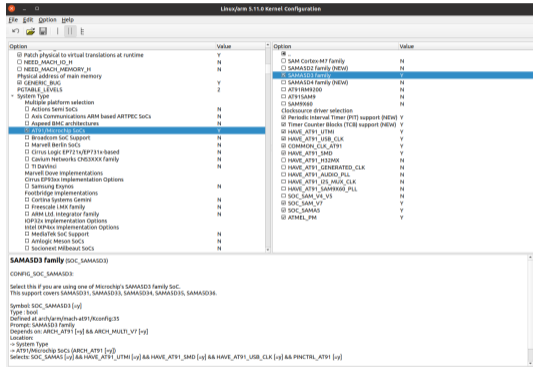 Linux/arm 5.11.0 Kernel Configuration
File Edit Option Help
Option Value
Patch physical to virtual translations at runtime Y
NEED_MACH_IO_H N
NEED_MACH_MEMORY_H N
Physical address of main memory
GENERIC_BUG Y
PGTABLE_LEVELS 2
System Type
Multiple platform selection
Actions Semi SoCs N
Axis Communications ARM based ARTPEC SoCs N
Aspeed BMC architectures N
AT91/Microchip SoCs Y
Broadcom SoC Support N
Marvell Berlin SoCs N
Cirrus Logic EP721x/EP731x-based N
Cavium Networks CNS3XXX family N
TI DaVinci N
Marvell Dove Implementations
Cirrus EP93xx Implementation Options
Samsung Exynos N
Footbridge Implementations
Cortina Systems Gemini N
Freescale i.MX family N
ARM Ltd. Integrator family N
IOP32x Implementation Options
Intel IXP4xx Implementation Options
MediaTek SoC Support N
Amlogic Meson SoCs N
Socionext Milbeaut SoCs N
Option Value
..
SAM Cortex-M7 family N
SAMA5D2 family (NEW) N
SAMA5D3 family Y
SAMA5D4 family (NEW) N
AT91RM9200 N
AT91SAM9 N
SAM9X60 N
Clocksource driver selection
Periodic Interval Timer (PIT) support (NEW) Y
Timer Counter Blocks (TCB) support (NEW) Y
HAVE_AT91_UTMI Y
HAVE_AT91_USB_CLK Y
COMMON_CLK_AT91 Y
HAVE_AT91_SMD Y
HAVE_AT91_H32MX N
HAVE_AT91_GENERATED_CLK N
HAVE_AT91_AUDIO_PLL N
HAVE_AT91_I2S_MUX_CLK N
HAVE_AT91_SAM9X60_PLL N
SOC_SAM_V4_V5 N
SOC_SAM_V7 Y
SOC_SAMA5 Y
ATMEL_PM Y
SAMA5D3 family (SOC_SAMA5D3)
CONFIG_SOC_SAMA5D3:
Select this if you are using one of Microchip's SAMA5D3 family SoC.
This support covers SAMA5D31, SAMA5D33, SAMA5D34, SAMA5D35, SAMA5D36.
Symbol: SOC_SAMA5D3 [=y]
Type : bool
Defined at arch/arm/mach-at91/Kconfig:35
Prompt: SAMA5D3 family
Depends on: ARCH_AT91 [=y] && ARCH_MULTI_V7 [=y]
Location:
-> System Type
-> AT91/Microchip SoCs (ARCH_AT91 [=y])
Selects: SOC_SAMA5 [=y] && HAVE_AT91_UTMI [=y] && HAVE_AT91_SMD [=y] && HAVE_AT91_USB_CLK [=y] && PINCTRL_AT91 [=y]